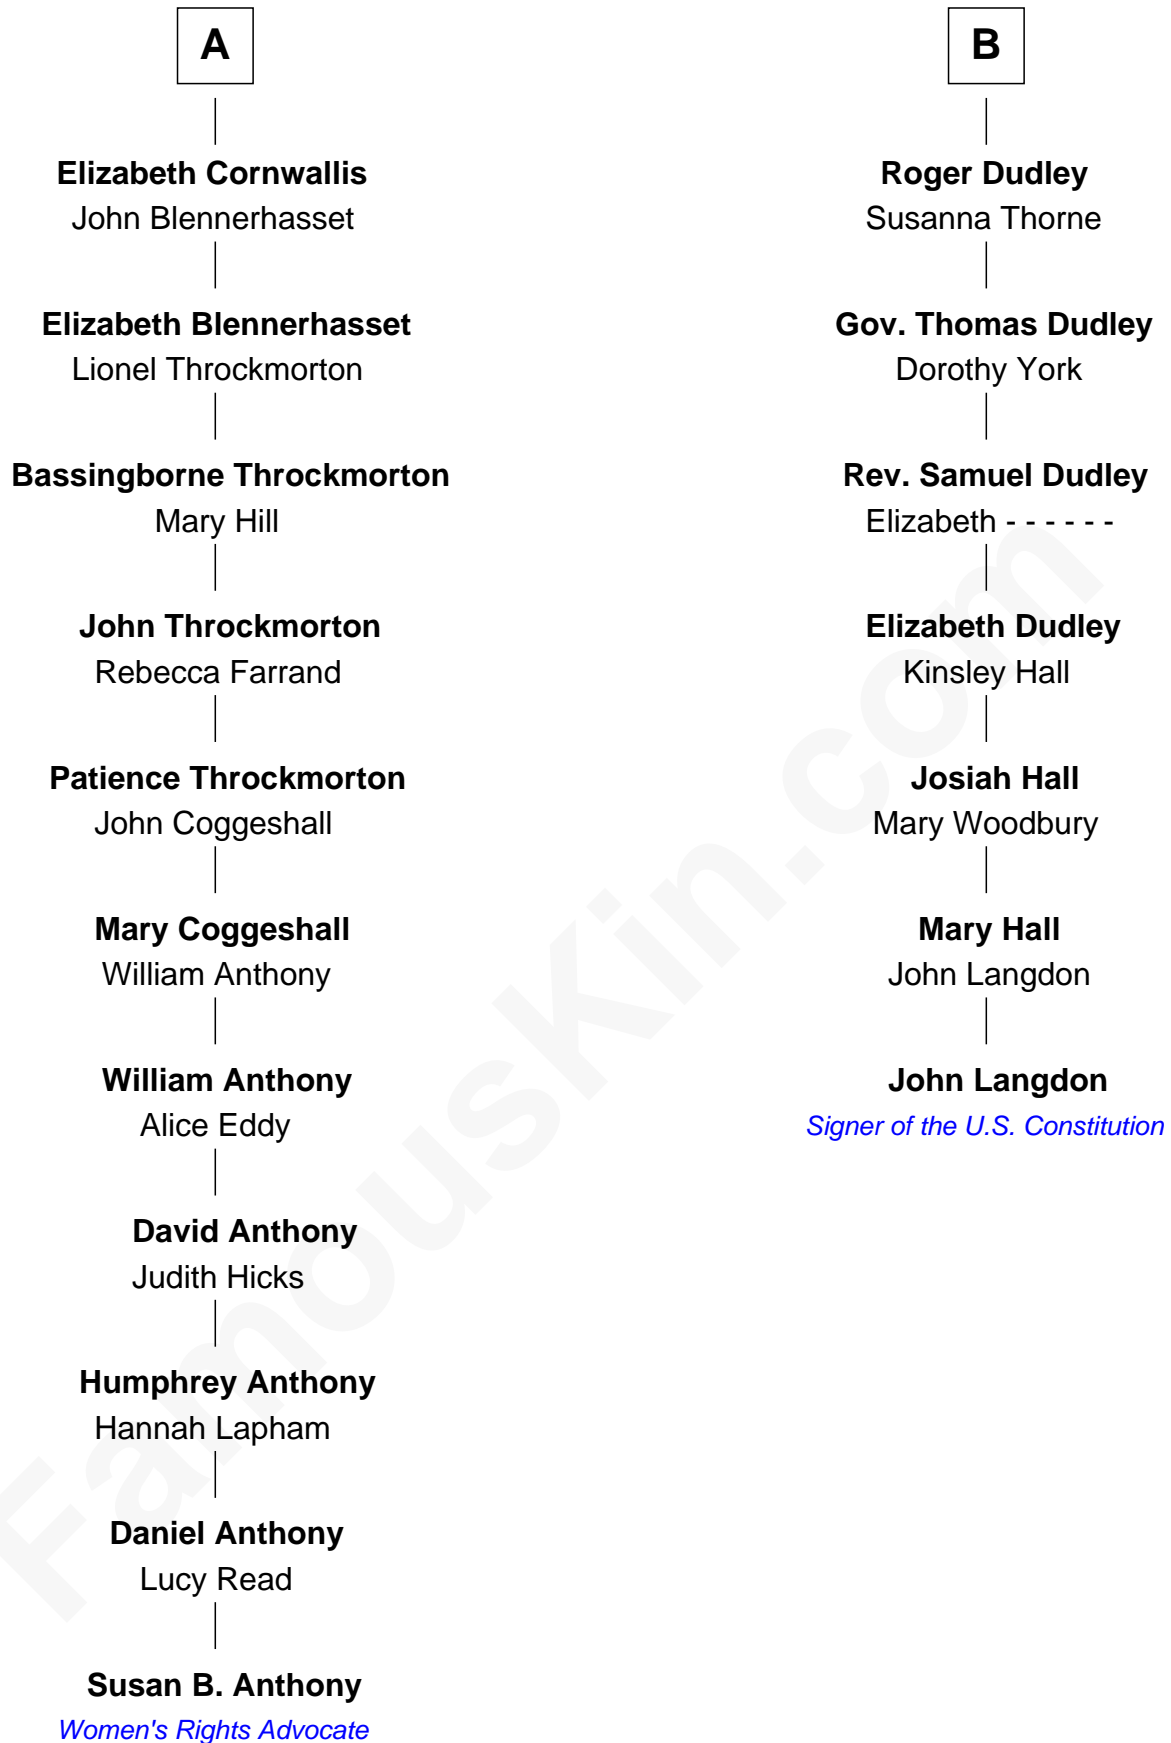 A
Elizabeth Cornwallis
John Blennerhasset
Elizabeth Blennerhasset
Lionel Throckmorton
Bassingborne Throckmorton
Mary Hill
John Throckmorton
Rebecca Farrand
Patience Throckmorton
John Coggeshall
Mary Coggeshall
William Anthony
William Anthony
Alice Eddy
David Anthony
Judith Hicks
Humphrey Anthony
Hannah Lapham
Daniel Anthony
Lucy Read
Susan B. Anthony
Women's Rights Advocate
B
Roger Dudley
Susanna Thorne
Gov. Thomas Dudley
Dorothy York
Rev. Samuel Dudley
Elizabeth - - - - - -
Elizabeth Dudley
Kinsley Hall
Josiah Hall
Mary Woodbury
Mary Hall
John Langdon
John Langdon
Signer of the U.S. Constitution
FamousKin.com